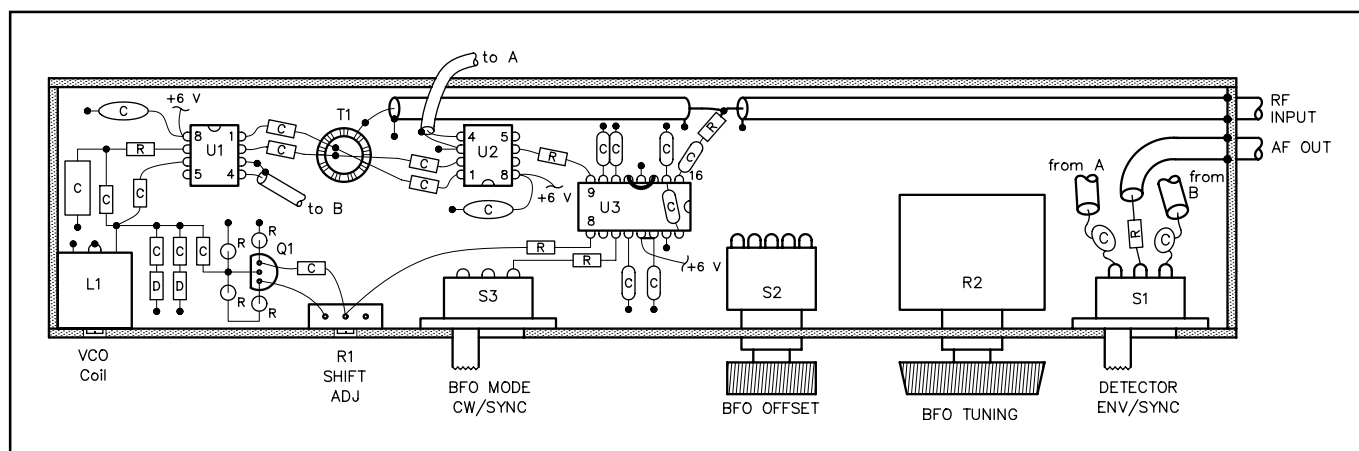 to A
+6 V
C
T1
RF
INPUT
R
8
1
C
4
5
C
C
U1
R
C
U2
R
C
C
AF OUT
5
4
C
1
8
C
16
from A
from
B
C
C
C
+6 V
9
U3
C
to B
8
C
R
C
R
R
Q1
R
+6 V
C
C
C
C
R
L1
D
D
R
R
C
C
S3
S2
R2
S1
VCO
Coil
R1
SHIFT
ADJ
BFO MODE
CW/SYNC
BFO OFFSET
BFO TUNING
DETECTOR
ENV/SYNC